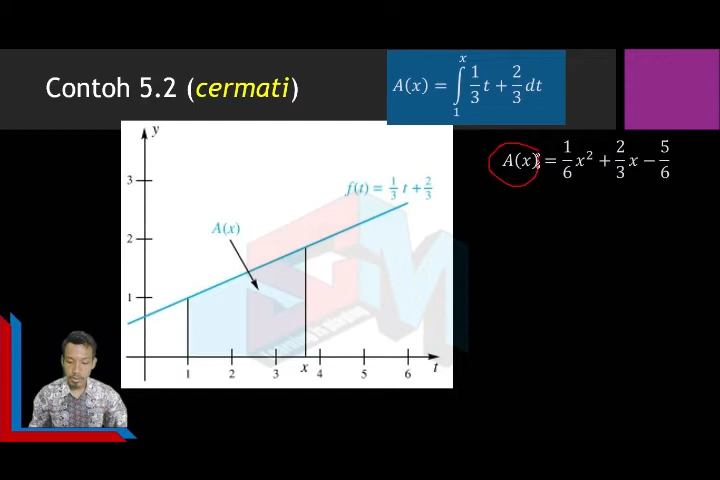 Contoh 5.2 (cermati)
A(x) = ∫₁ˣ 1/3 t + 2/3 dt
A(x) = 1/6 x² + 2/3 x − 5/6
y
3
f(t) = 1/3 t + 2/3
A(x)
2
1
1 2 3 x 4 5 6 t